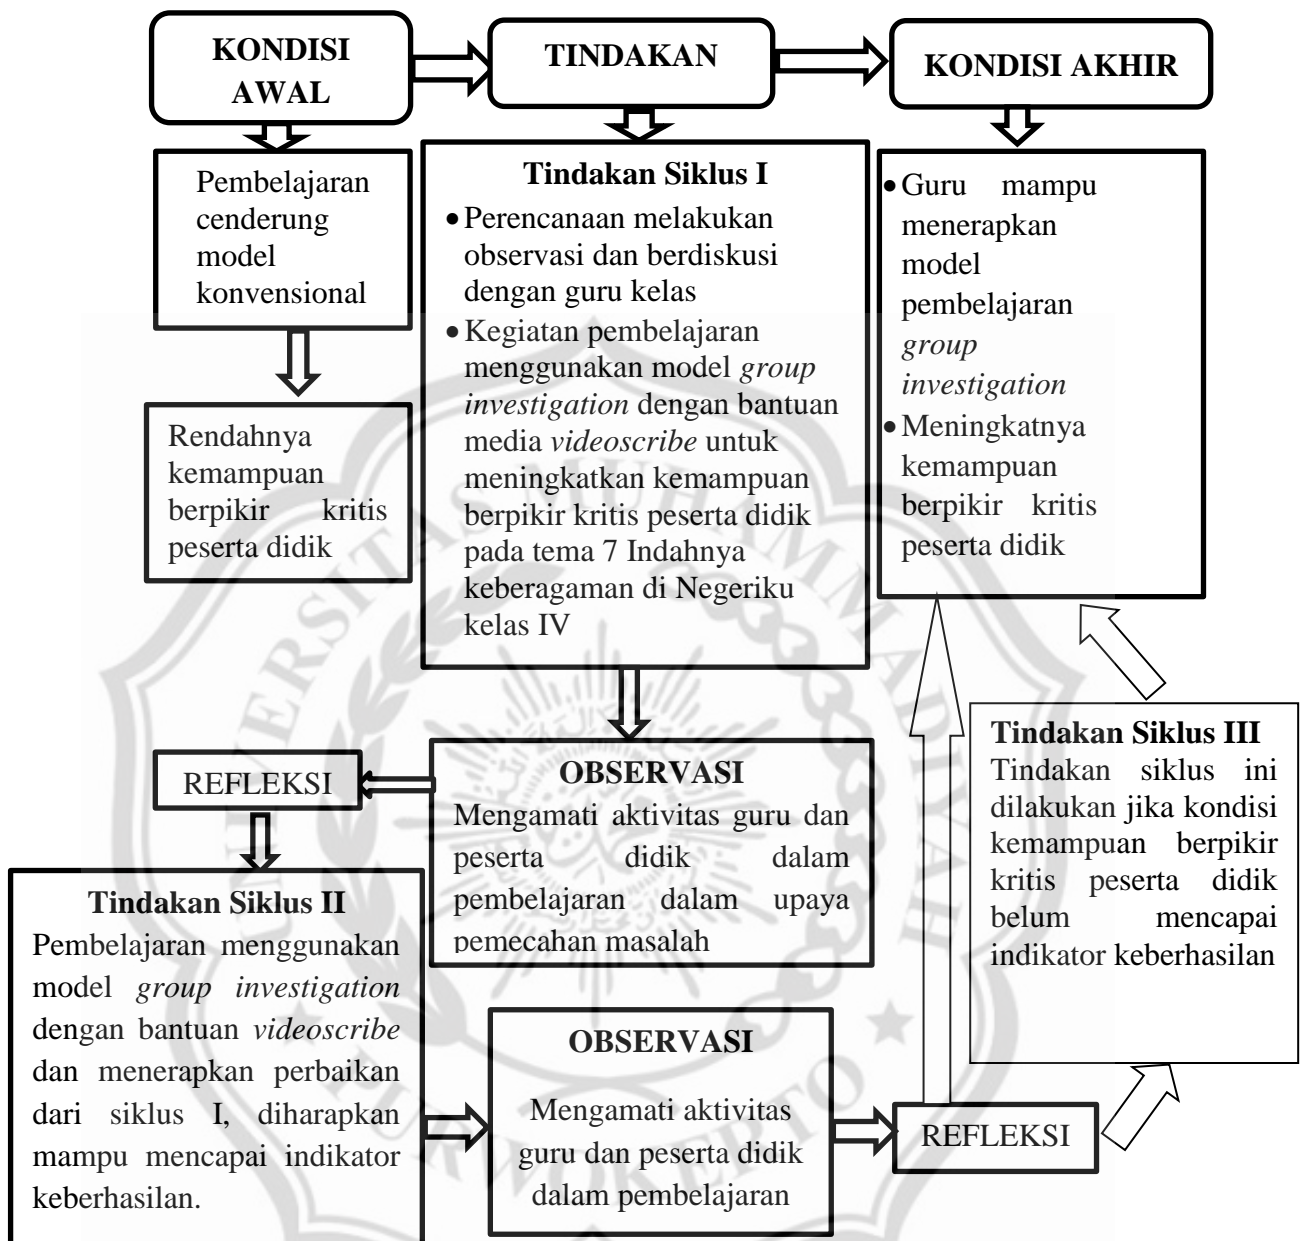 KONDISI
AWAL
TINDAKAN
KONDISI AKHIR
Pembelajaran
cenderung
model
konvensional
Rendahnya
kemampuan
berpikir kritis
peserta didik
Tindakan Siklus I
• Perencanaan melakukan
observasi dan berdiskusi
dengan guru kelas
• Kegiatan pembelajaran
menggunakan model group
investigation dengan bantuan
media videoscribe untuk
meningkatkan kemampuan
berpikir kritis peserta didik
pada tema 7 Indahnya
keberagaman di Negeriku
kelas IV
• Guru mampu
menerapkan
model
pembelajaran
group
investigation
• Meningkatnya
kemampuan
berpikir kritis
peserta didik
OBSERVASI
Mengamati aktivitas guru dan
peserta didik dalam
pembelajaran dalam upaya
pemecahan masalah
REFLEKSI
Tindakan Siklus II
Pembelajaran menggunakan
model group investigation
dengan bantuan videoscribe
dan menerapkan perbaikan
dari siklus I, diharapkan
mampu mencapai indikator
keberhasilan.
OBSERVASI
Mengamati aktivitas
guru dan peserta didik
dalam pembelajaran
REFLEKSI
Tindakan Siklus III
Tindakan siklus ini
dilakukan jika kondisi
kemampuan berpikir
kritis peserta didik
belum mencapai
indikator keberhasilan
UNIVERSITAS MUHAMMADIYAH
PURWOKERTO